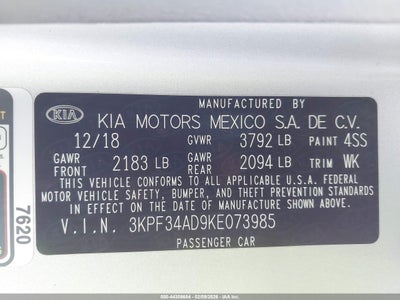 MANUFACTURED BY
KIA KIA MOTORS MEXICO S.A. DE C.V.
12/18 GVWR 3792 LB PAINT 4SS
GAWR FRONT 2183 LB GAWR REAR 2094 LB TRIM WK
THIS VEHICLE CONFORMS TO ALL APPLICABLE U.S.A. FEDERAL
MOTOR VEHICLE SAFETY, BUMPER, AND THEFT PREVENTION STANDARDS
IN EFFECT ON THE DATE OF MANUFACTURE SHOWN ABOVE.
V.I.N. 3KPF34AD9KE073985
PASSENGER CAR
7620